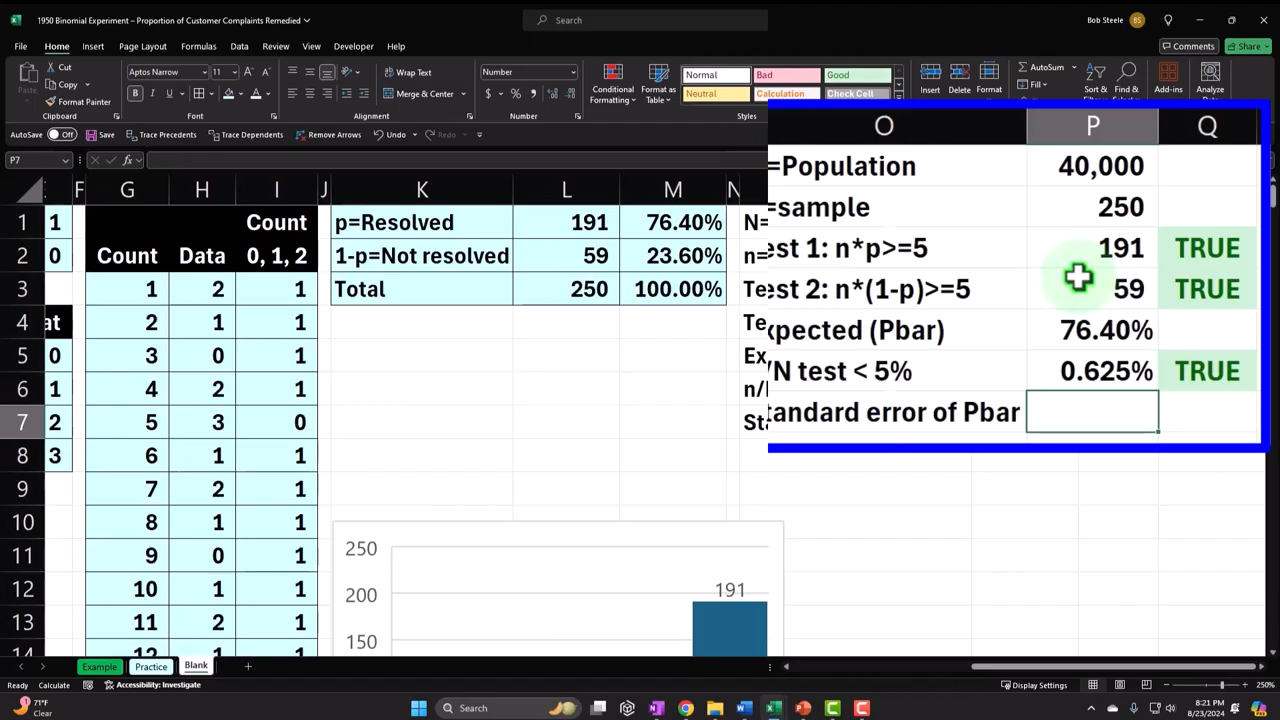 1950 Binomial Experiment – Proportion of Customer Complaints Remedied
Search
Bob Steele
BS
File Home Insert Page Layout Formulas Data Review View Developer Help
Comments
Share
Paste
Cut
Copy
Format Painter
Clipboard
Aptos Narrow 11
B I U
Font
Wrap Text
Merge & Center
Alignment
Number
$ % 9
Number
Conditional Formatting
Format as Table
Normal Bad Good
Neutral Calculation Check Cell
Styles
Insert Delete Format
AutoSum
Fill
Sort & Filter
Find & Select
Add-ins
Analyze Data
AutoSave Off Save Trace Precedents Trace Dependents Remove Arrows Undo Redo
P7 fx
F G H I J K L M N
1 1 Count p=Resolved 191 76.40% N=
2 0 Count Data 0, 1, 2 1-p=Not resolved 59 23.60% n=
3 1 2 1 Total 250 100.00% Te
4 at 2 1 1 Te
5 0 3 0 1 Ex
6 1 4 2 1 n/
7 2 5 3 0 Sta
8 3 6 1 1
9 7 2 1
10 8 1 1
11 9 0 1
12 10 1 1
13 11 2 1
14 12 1 1
250
200
150
191
O P Q
=Population 40,000
=sample 250
est 1: n*p>=5 191 TRUE
est 2: n*(1-p)>=5 59 TRUE
xpected (Pbar) 76.40%
/N test < 5% 0.625% TRUE
tandard error of Pbar
Example Practice Blank +
Ready Calculate Accessibility: Investigate
Display Settings
250%
71°F
Clear
Search
8:21 PM
8/23/2024